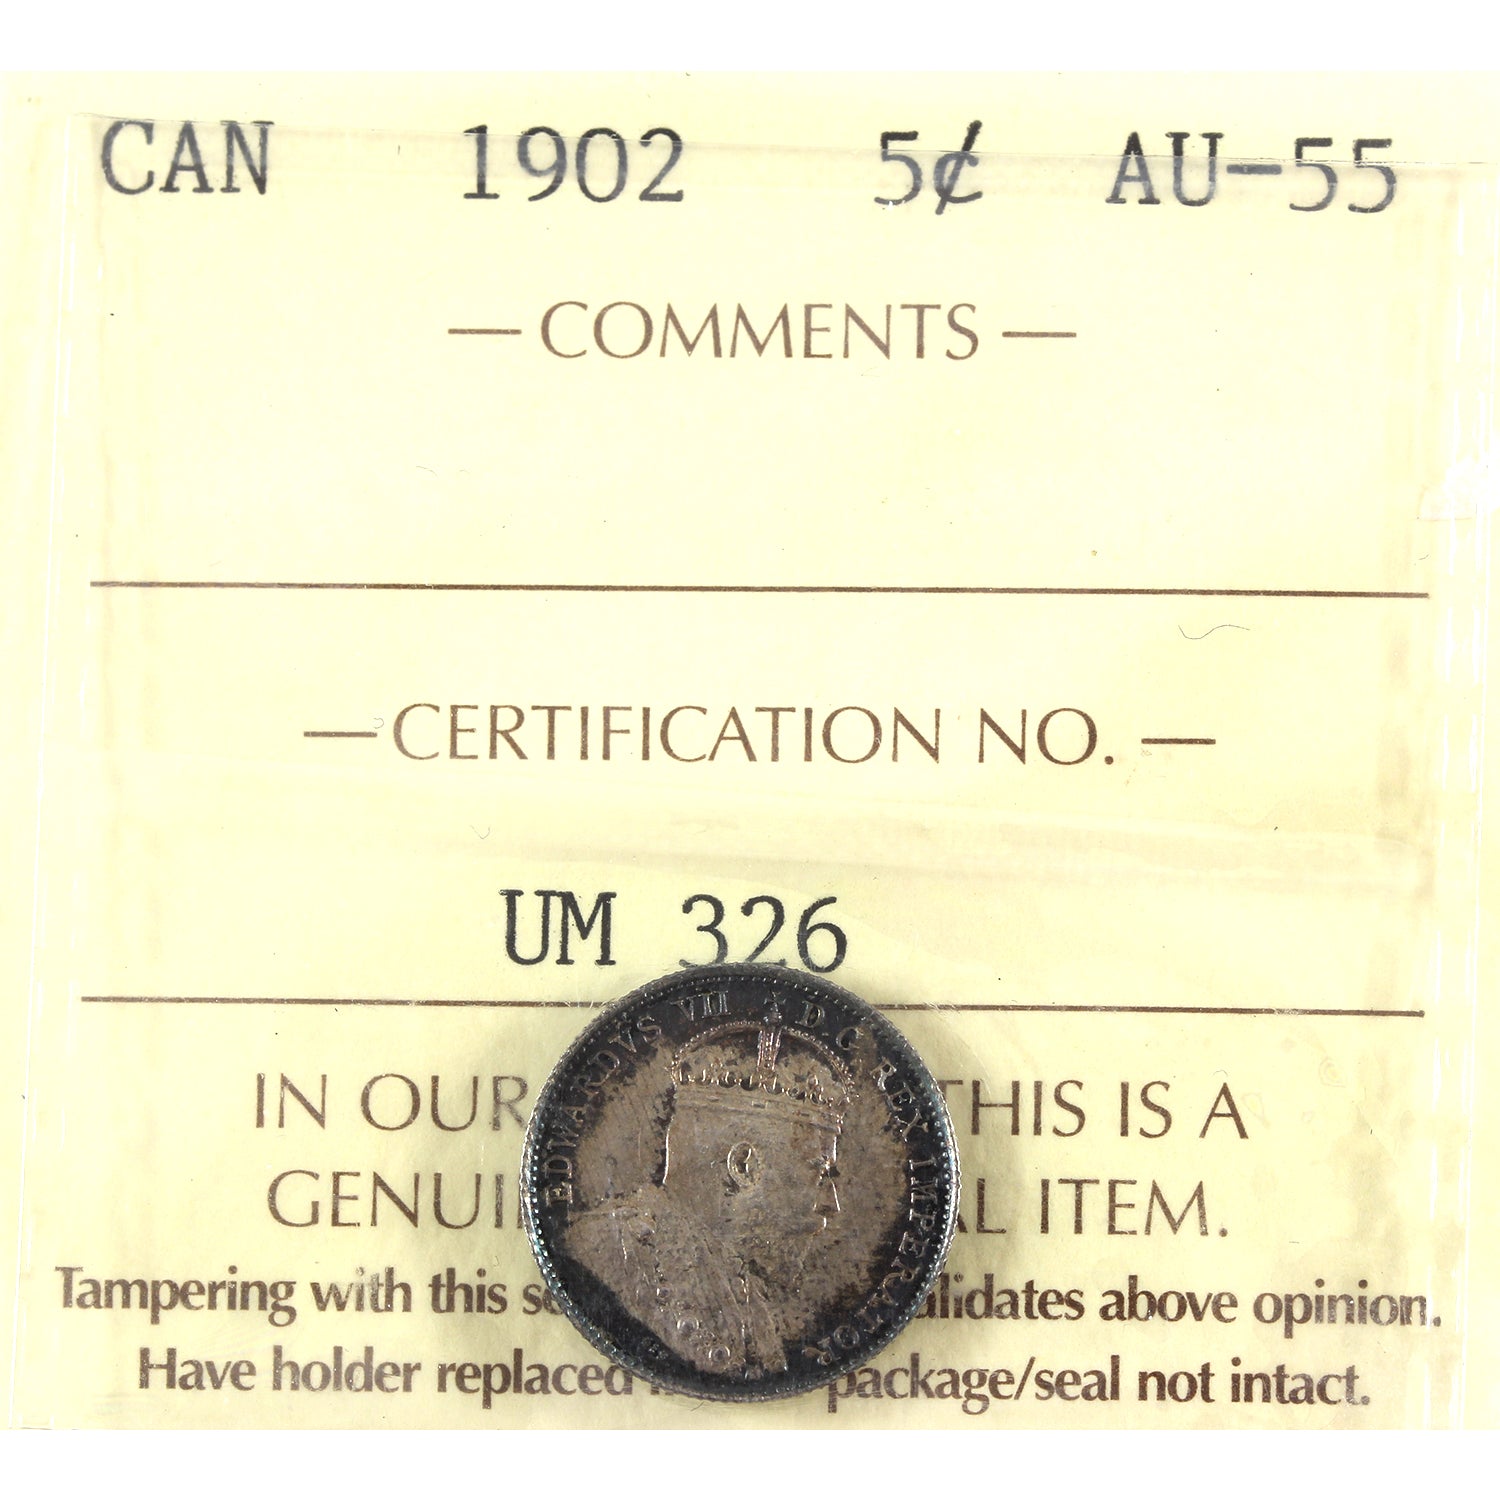 CAN 1902 5¢ AU-55
— COMMENTS —
— CERTIFICATION NO. —
UM 326
IN OUR THIS IS A
GENUI AL ITEM.
Tampering with this se alidates above opinion.
Have holder replaced package/seal not intact.
EDWARDVS VII D.G. REX IMPERATOR